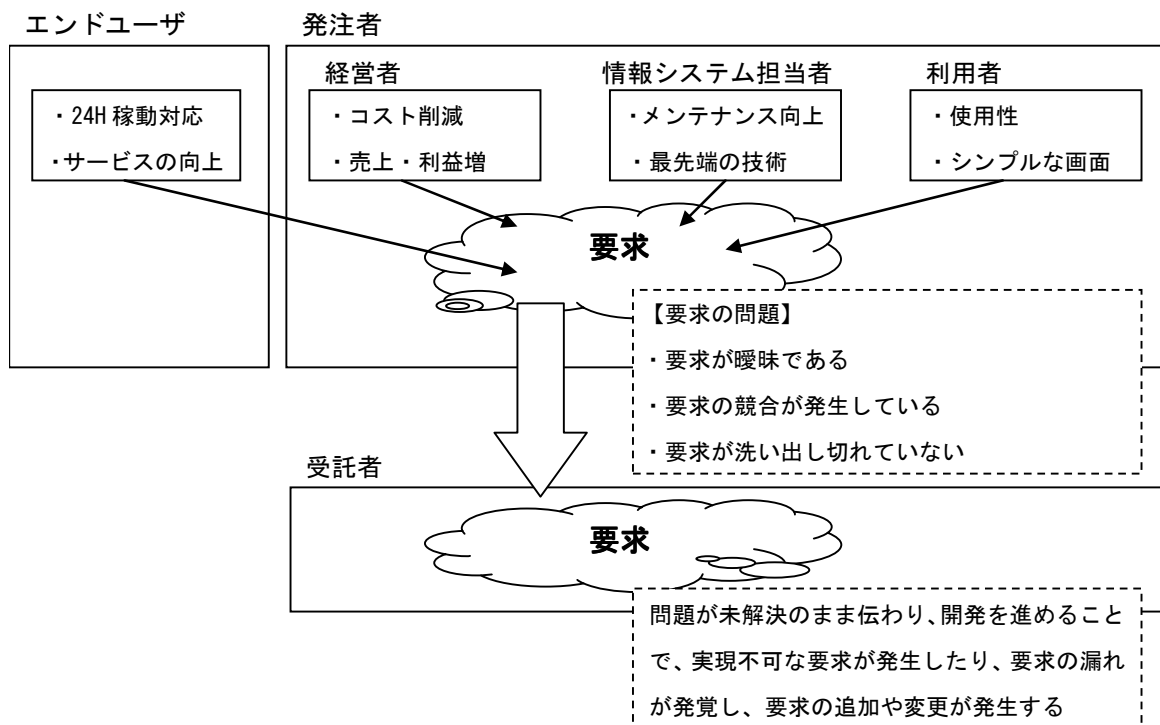 エンドユーザ
発注者
経営者
情報システム担当者
利用者
・24H 稼動対応
・サービスの向上
・コスト削減
・売上・利益増
・メンテナンス向上
・最先端の技術
・使用性
・シンプルな画面
要求
【要求の問題】
・要求が曖昧である
・要求の競合が発生している
・要求が洗い出し切れていない
受託者
要求
問題が未解決のまま伝わり、開発を進めること
で、実現不可な要求が発生したり、要求の漏れ
が発覚し、要求の追加や変更が発生する